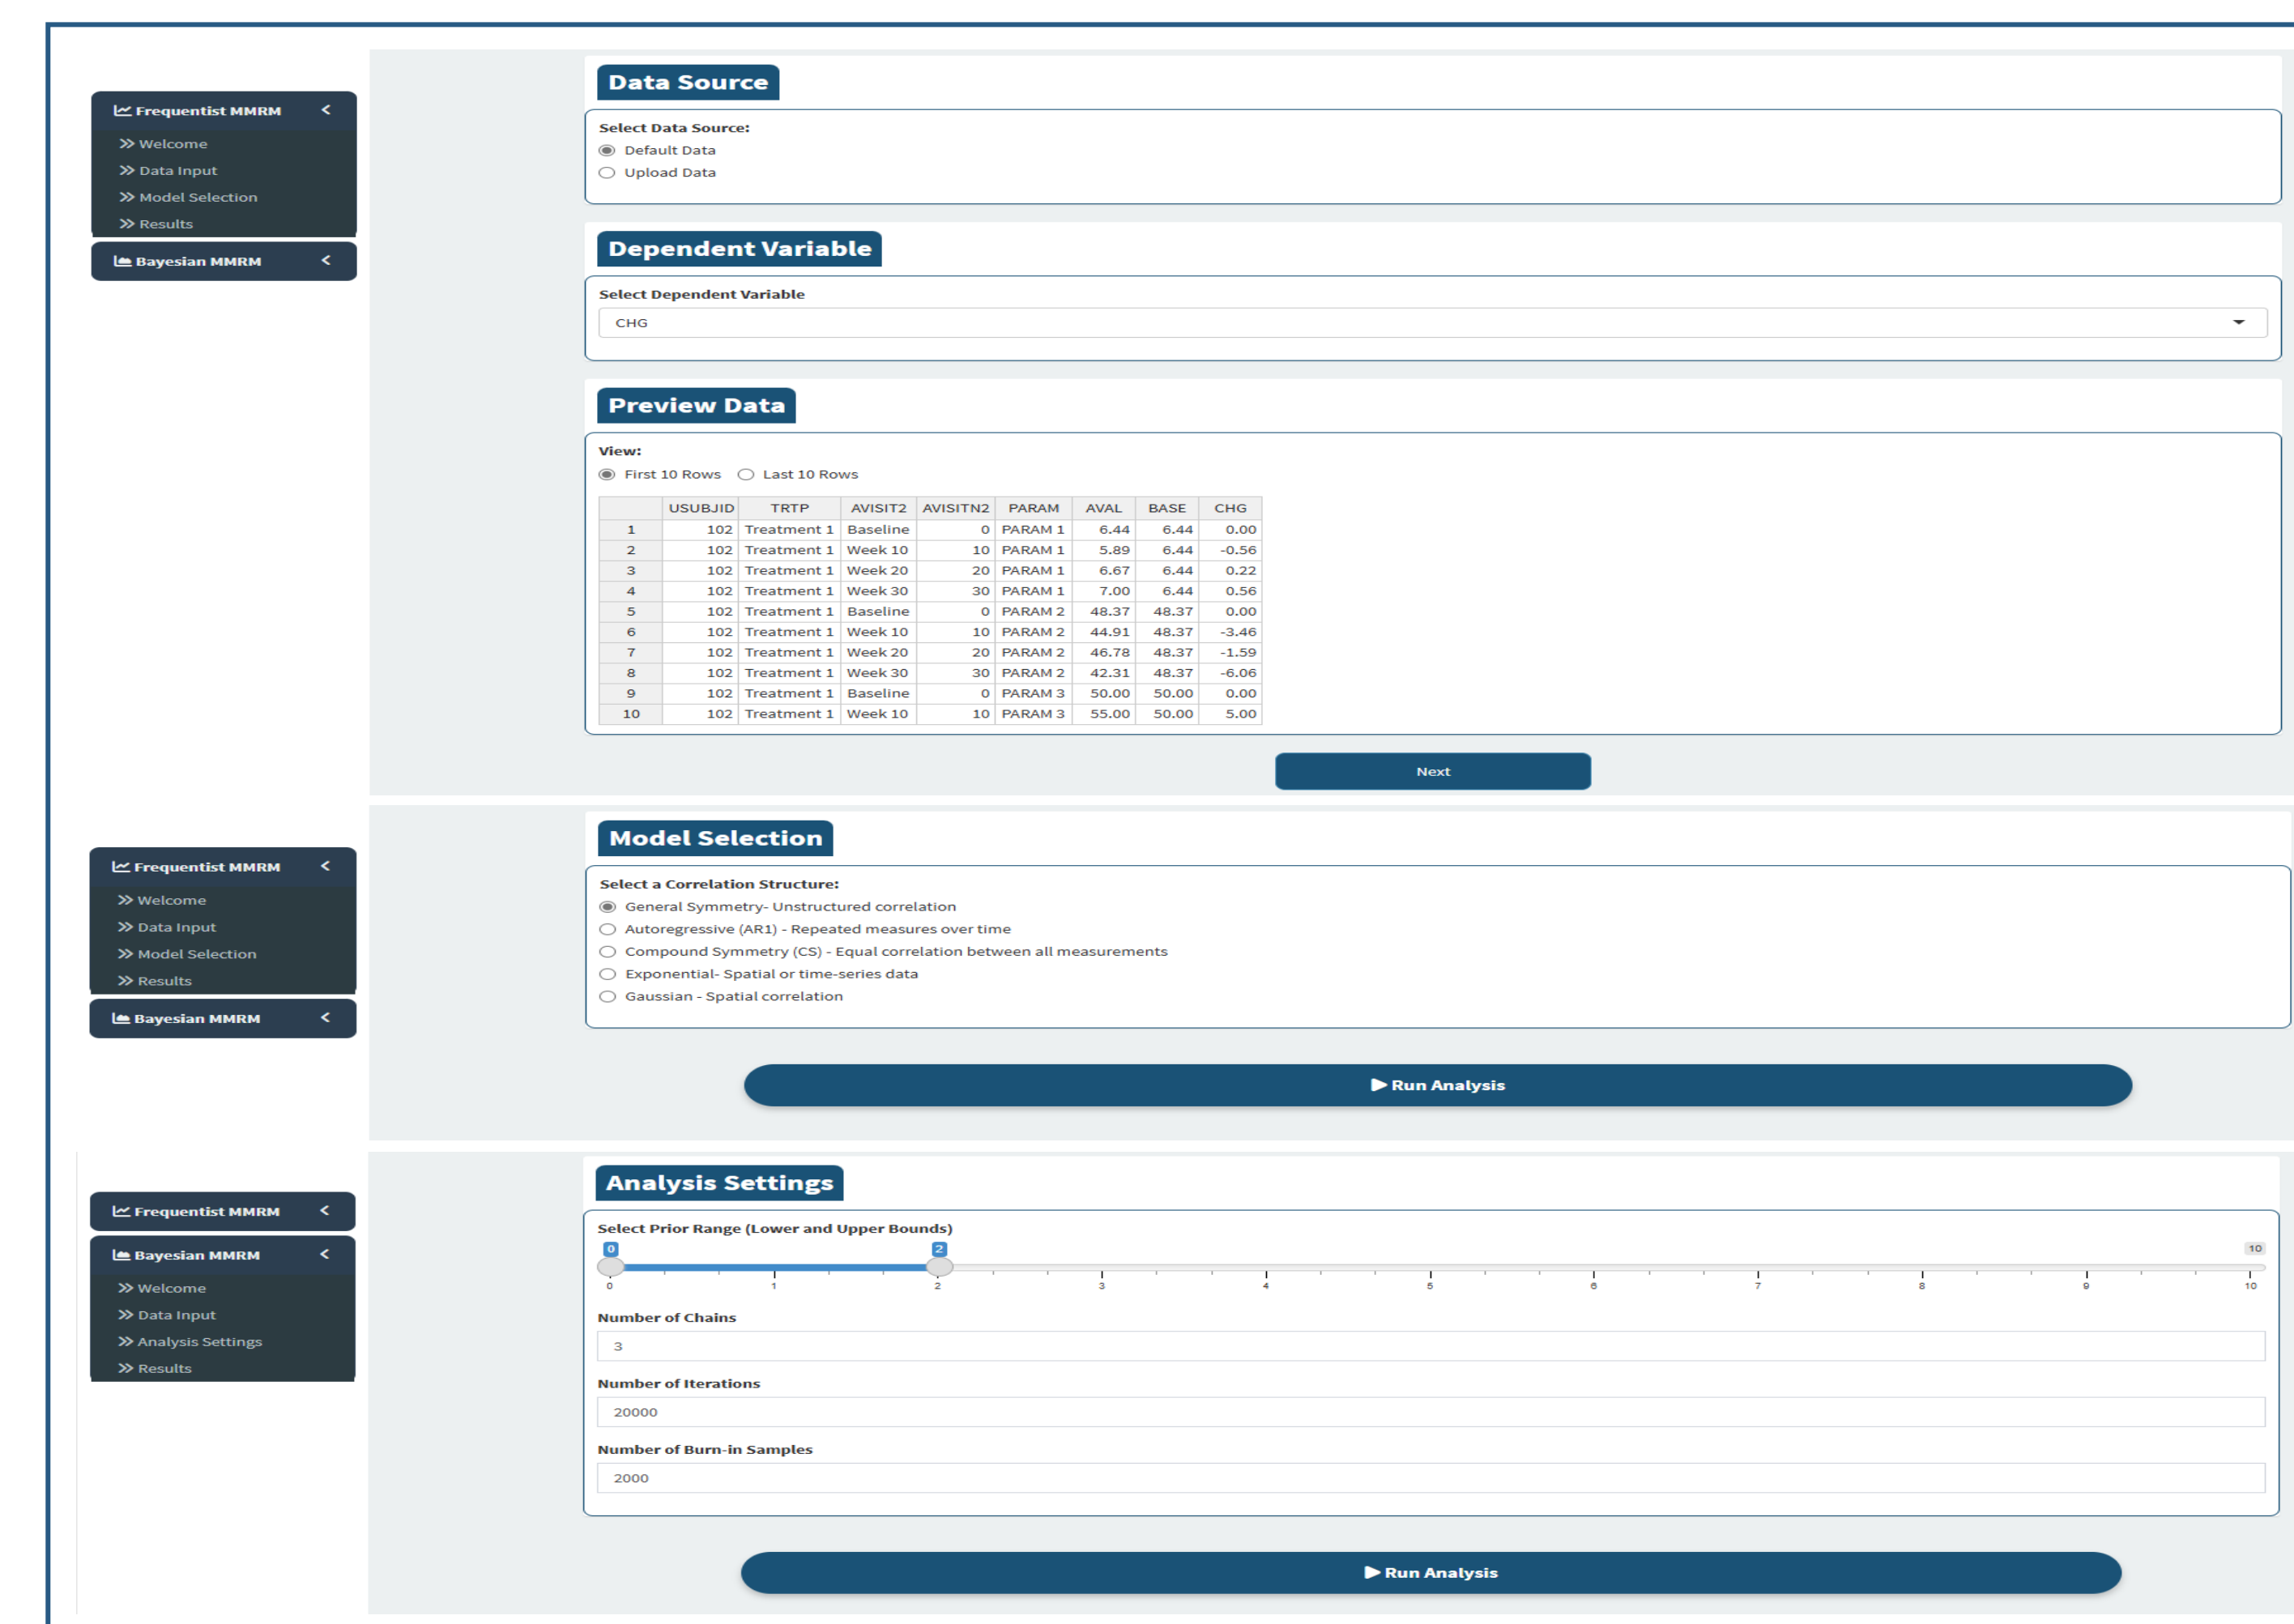 Frequentist MMRM
Welcome
Data Input
Model Selection
Results
Bayesian MMRM
Data Source
Select Data Source:
Default Data
Upload Data
Dependent Variable
Select Dependent Variable
CHG
Preview Data
View:
First 10 Rows Last 10 Rows
USUBJID TRTP AVISIT2 AVISITN2 PARAM AVAL BASE CHG
1 102 Treatment 1 Baseline 0 PARAM 1 6.44 6.44 0.00
2 102 Treatment 1 Week 10 10 PARAM 1 5.89 6.44 -0.56
3 102 Treatment 1 Week 20 20 PARAM 1 6.67 6.44 0.22
4 102 Treatment 1 Week 30 30 PARAM 1 7.00 6.44 0.56
5 102 Treatment 1 Baseline 0 PARAM 2 48.37 48.37 0.00
6 102 Treatment 1 Week 10 10 PARAM 2 44.91 48.37 -3.46
7 102 Treatment 1 Week 20 20 PARAM 2 46.78 48.37 -1.59
8 102 Treatment 1 Week 30 30 PARAM 2 42.31 48.37 -6.06
9 102 Treatment 1 Baseline 0 PARAM 3 50.00 50.00 0.00
10 102 Treatment 1 Week 10 10 PARAM 3 55.00 50.00 5.00
Next
Frequentist MMRM
Welcome
Data Input
Model Selection
Results
Bayesian MMRM
Model Selection
Select a Correlation Structure:
General Symmetry- Unstructured correlation
Autoregressive (AR1) - Repeated measures over time
Compound Symmetry (CS) - Equal correlation between all measurements
Exponential- Spatial or time-series data
Gaussian - Spatial correlation
Run Analysis
Frequentist MMRM
Bayesian MMRM
Welcome
Data Input
Analysis Settings
Results
Analysis Settings
Select Prior Range (Lower and Upper Bounds)
0 2 10
0 1 2 3 4 5 6 7 8 9 10
Number of Chains
3
Number of Iterations
20000
Number of Burn-in Samples
2000
Run Analysis